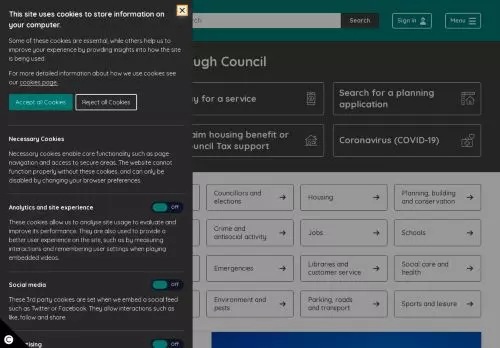 This site uses cookies to store information on
your computer.
Some of these cookies are essential, while others help us to
improve your experience by providing insights into how the site
is being used.
For more detailed information about how we use cookies see
our cookies page.
Accept all Cookies
Reject all Cookies
Necessary Cookies
Necessary cookies enable core functionality such as page
navigation and access to secure areas. The website cannot
function properly without these cookies, and can only be
disabled by changing your browser preferences.
Analytics and site experience
Off
These cookies allow us to analyse site usage to evaluate and
improve its performance. They are also used to provide a
better user experience on the site, such as by measuring
interactions and remembering user settings when playing
embedded videos.
Social media
Off
These 3rd party cookies are set when we embed a social feed
such as Twitter or Facebook. They allow interactions such as
like, follow and share.
Off
Search
Sign in
Menu
ugh Council
y for a service
Search for a planning
application
aim housing benefit or
uncil Tax support
Coronavirus (COVID-19)
Councillors and
elections
Housing
Planning, building
and conservation
Crime and
antisocial activity
Jobs
Schools
Emergencies
Libraries and
customer service
Social care and
health
Environment and
pests
Parking, roads
and transport
Sports and leisure